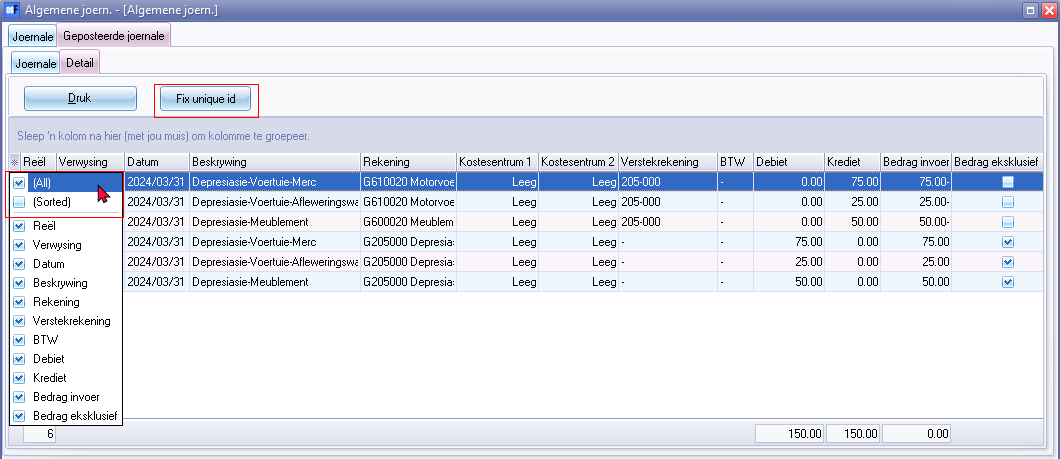 Algemene joern. - [Algemene joern.]
Joernale Geposteerde joernale
Joernale Detail
Druk Fix unique id
Sleep 'n kolom na hier (met jou muis) om kolomme te groepeer.
Reël Verwysing Datum Beskrywing Rekening Kostesentrum 1 Kostesentrum 2 Verstekrekening BTW Debiet Krediet Bedrag invoer Bedrag eksklusief
(All) 2024/03/31 Depresiasie-Voertuie-Merc G610020 Motorvoe Leeg Leeg 205-000 - 0.00 75.00 75.00-
(Sorted) 2024/03/31 Depresiasie-Voertuie-Afleweringswa G610020 Motorvo Leeg Leeg 205-000 - 0.00 25.00 25.00-
Reël 2024/03/31 Depresiasie-Meublement G600020 Meublem Leeg Leeg 205-000 - 0.00 50.00 50.00-
Verwysing 2024/03/31 Depresiasie-Voertuie-Merc G205000 Depresia: Leeg Leeg - - 75.00 0.00 75.00
Datum 2024/03/31 Depresiasie-Voertuie-Afleweringswa G205000 Depresia: Leeg Leeg - - 25.00 0.00 25.00
Beskrywing 2024/03/31 Depresiasie-Meublement G205000 Depresia: Leeg Leeg - - 50.00 0.00 50.00
Rekening
Verstekrekening
BTW
Debiet
Krediet
Bedrag invoer
Bedrag eksklusief
6 150.00 150.00 0.00